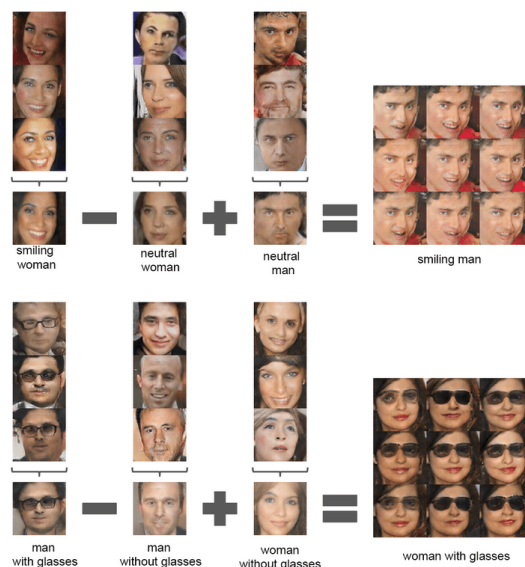 smiling
woman
neutral
woman
neutral
man
smiling man
man
with glasses
man
without glasses
woman
without glasses
woman with glasses